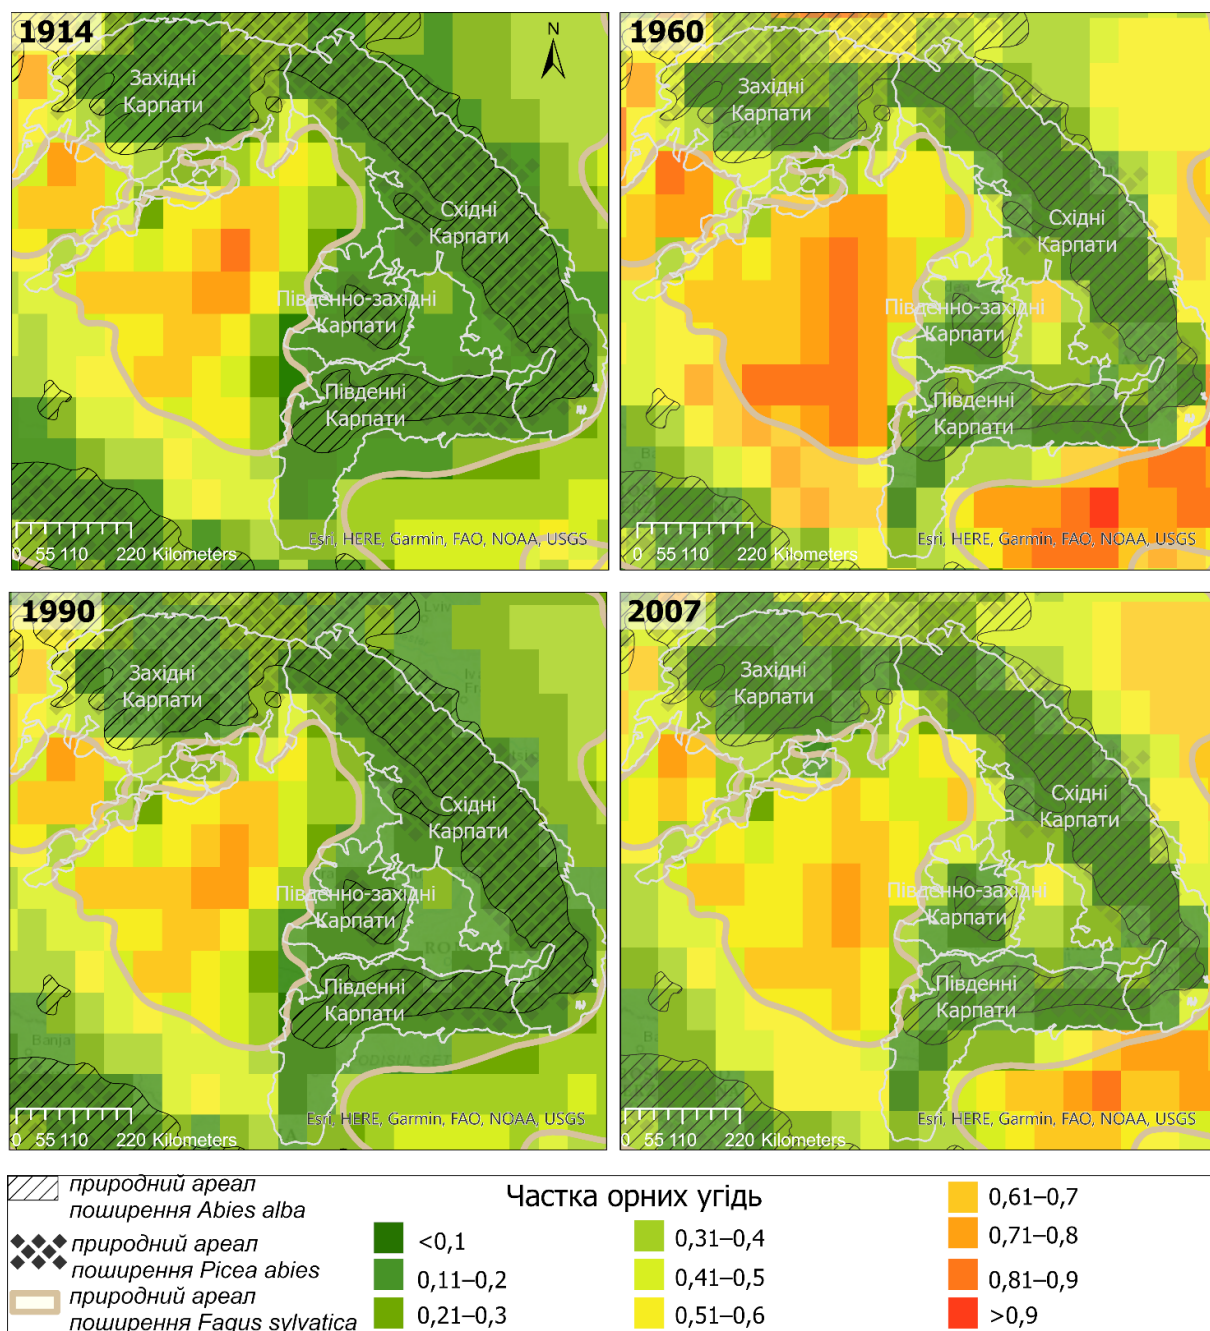 1914
N
Західні
Карпати
Східні
Карпати
Південно-західні
Карпати
Південні
Карпати
0 55 110 220 Kilometers
Esri, HERE, Garmin, FAO, NOAA, USGS
1960
Західні
Карпати
Східні
Карпати
Південно-західні
Карпати
Південні
Карпати
0 55 110 220 Kilometers
Esri, HERE, Garmin, FAO, NOAA, USGS
1990
Lviv
Західні
Карпати
Східні
Карпати
Південно-західні
Карпати
Південні
Карпати
Banja
0 55 110 220 Kilometers
Esri, HERE, Garmin, FAO, NOAA, USGS
2007
Західні
Карпати
Східні
Карпати
Південно-західні
Карпати
Південні
Карпати
0 55 110 220 Kilometers
Esri, HERE, Garmin, FAO, NOAA, USGS
природний ареал
поширення Abies alba
природний ареал
поширення Picea abies
природний ареал
поширення Fagus sylvatica
Частка орних угідь
<0,1
0,11–0,2
0,21–0,3
0,31–0,4
0,41–0,5
0,51–0,6
0,61–0,7
0,71–0,8
0,81–0,9
>0,9